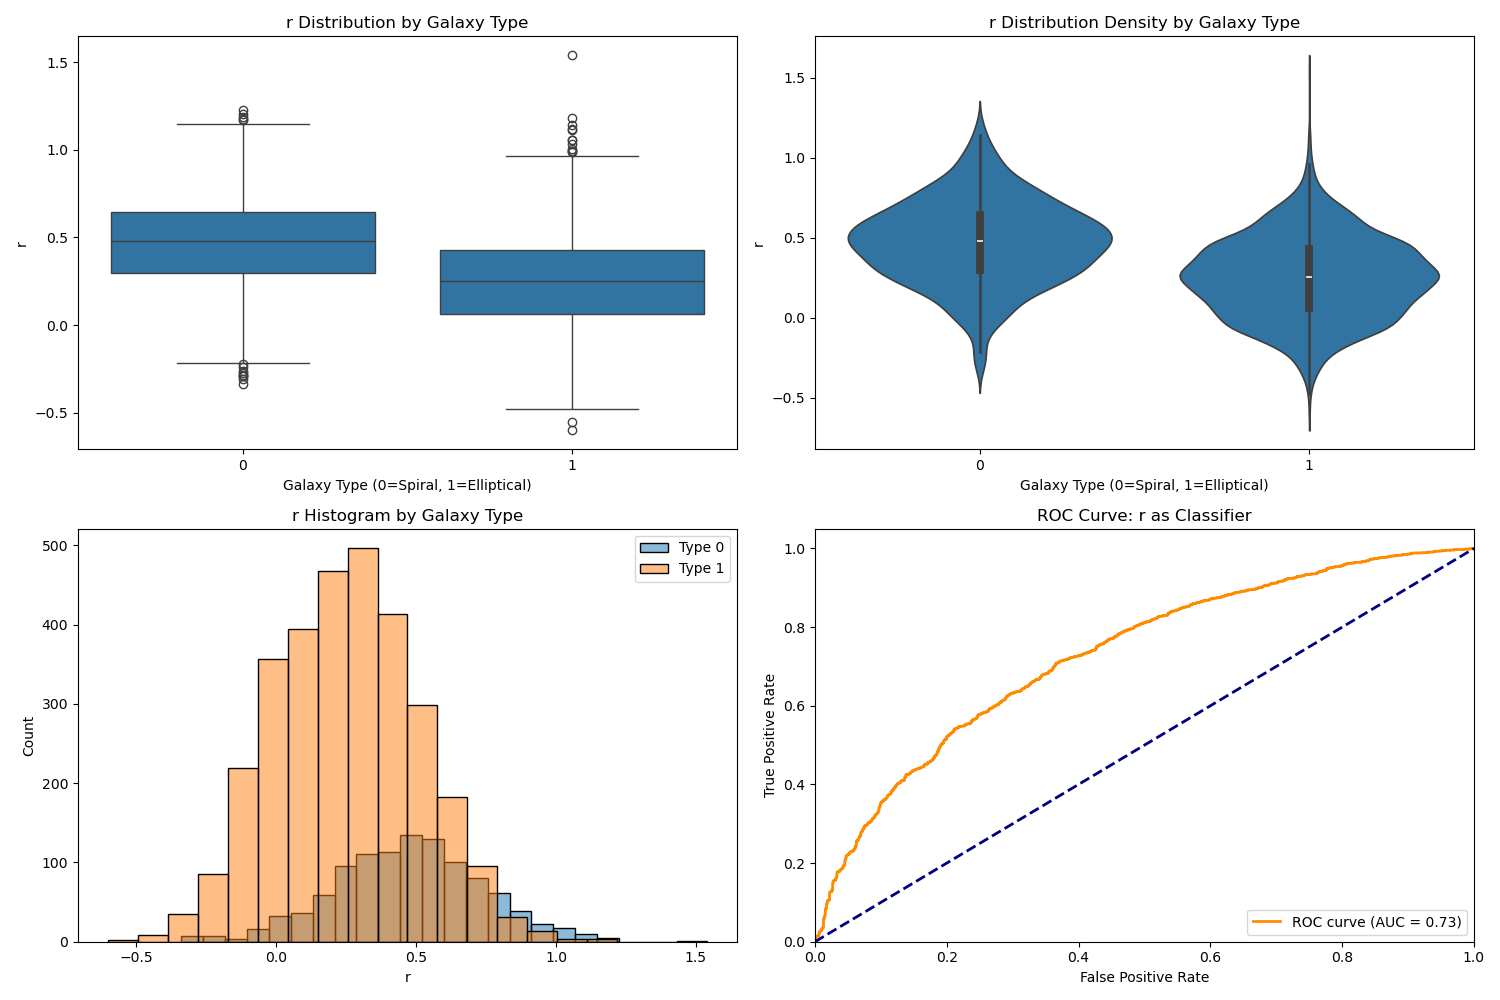 r Distribution by Galaxy Type
1.5
1.0
0.5
0.0
−0.5
r
0
1
Galaxy Type (0=Spiral, 1=Elliptical)
r Distribution Density by Galaxy Type
1.5
1.0
0.5
0.0
−0.5
r
0
1
Galaxy Type (0=Spiral, 1=Elliptical)
r Histogram by Galaxy Type
500
400
300
200
100
0
Count
Type 0
Type 1
−0.5
0.0
0.5
1.0
1.5
r
ROC Curve: r as Classifier
1.0
0.8
0.6
0.4
0.2
0.0
True Positive Rate
ROC curve (AUC = 0.73)
0.0
0.2
0.4
0.6
0.8
1.0
False Positive Rate